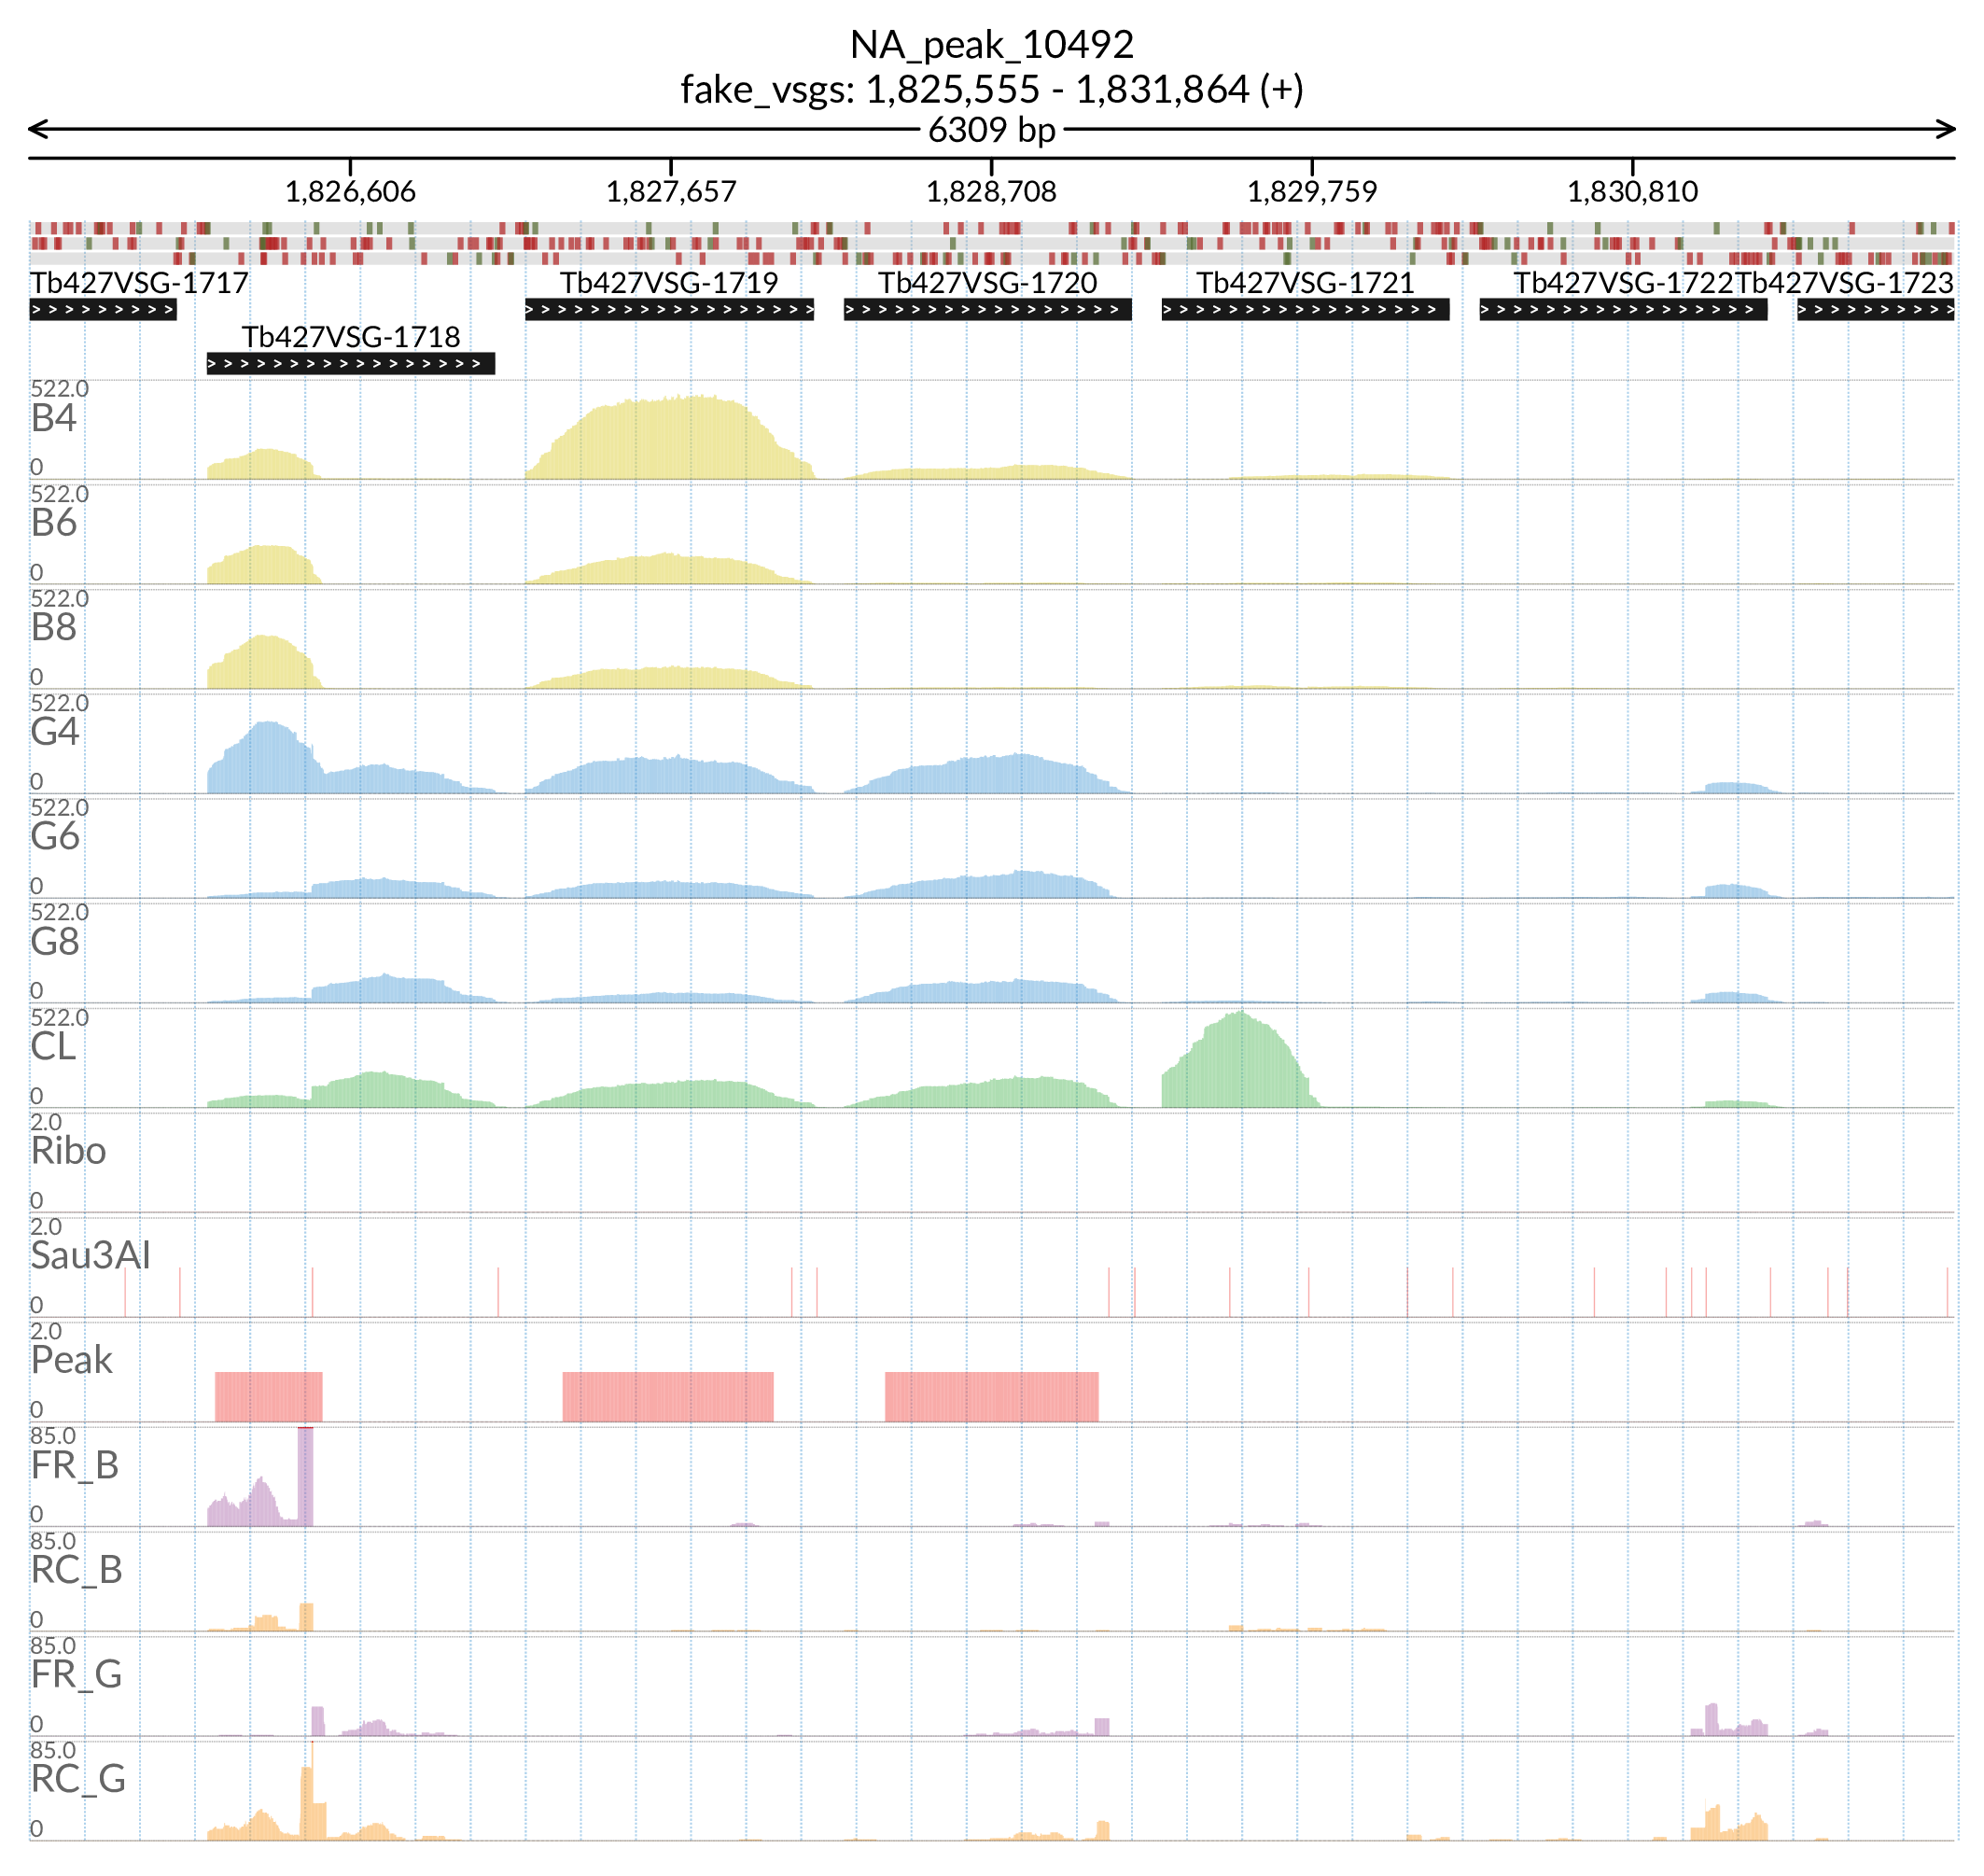 NA_peak_10492
fake_vsgs: 1,825,555 - 1,831,864 (+)
6309 bp
1,826,606 1,827,657 1,828,708 1,829,759 1,830,810
Tb427VSG-1717 Tb427VSG-1719 Tb427VSG-1720 Tb427VSG-1721 Tb427VSG-1722 Tb427VSG-1723
Tb427VSG-1718
522.0
B4
0
522.0
B6
0
522.0
B8
0
522.0
G4
0
522.0
G6
0
522.0
G8
0
522.0
CL
0
2.0
Ribo
0
2.0
Sau3AI
0
2.0
Peak
0
85.0
FR_B
0
85.0
RC_B
0
85.0
FR_G
0
85.0
RC_G
0